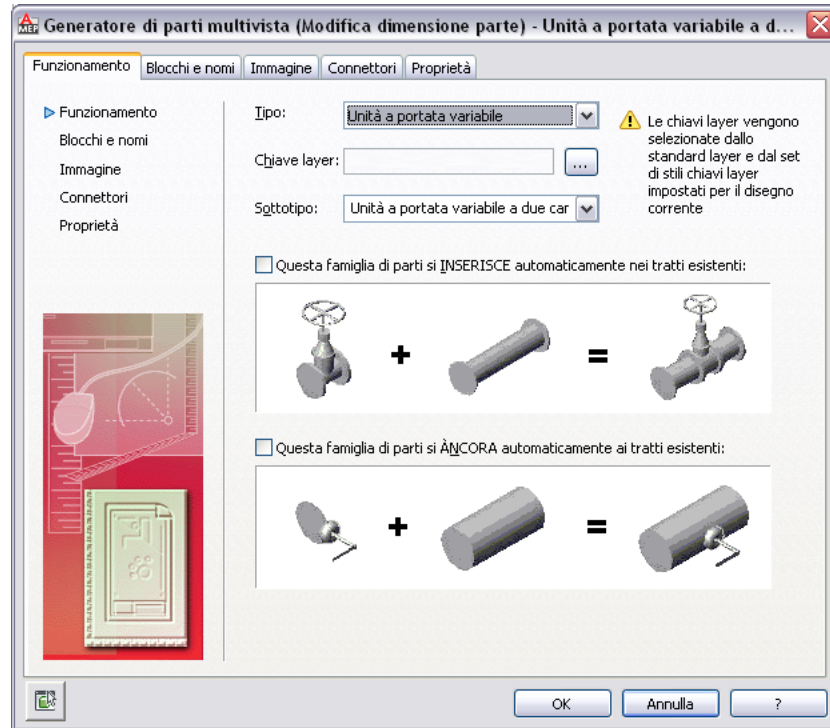 Generatore di parti multivista (Modifica dimensione parte) - Unità a portata variabile a d...
Funzionamento Blocchi e nomi Immagine Connettori Proprietà
Funzionamento
Blocchi e nomi
Immagine
Connettori
Proprietà
Tipo: Unità a portata variabile
Chiave layer: ...
Sottotipo: Unità a portata variabile a due car
Le chiavi layer vengono
selezionate dallo
standard layer e dal set
di stili chiavi layer
impostati per il disegno
corrente
Questa famiglia di parti si INSERISCE automaticamente nei tratti esistenti:
+ =
Questa famiglia di parti si ÀNCORA automaticamente ai tratti esistenti:
+ =
OK Annulla ?